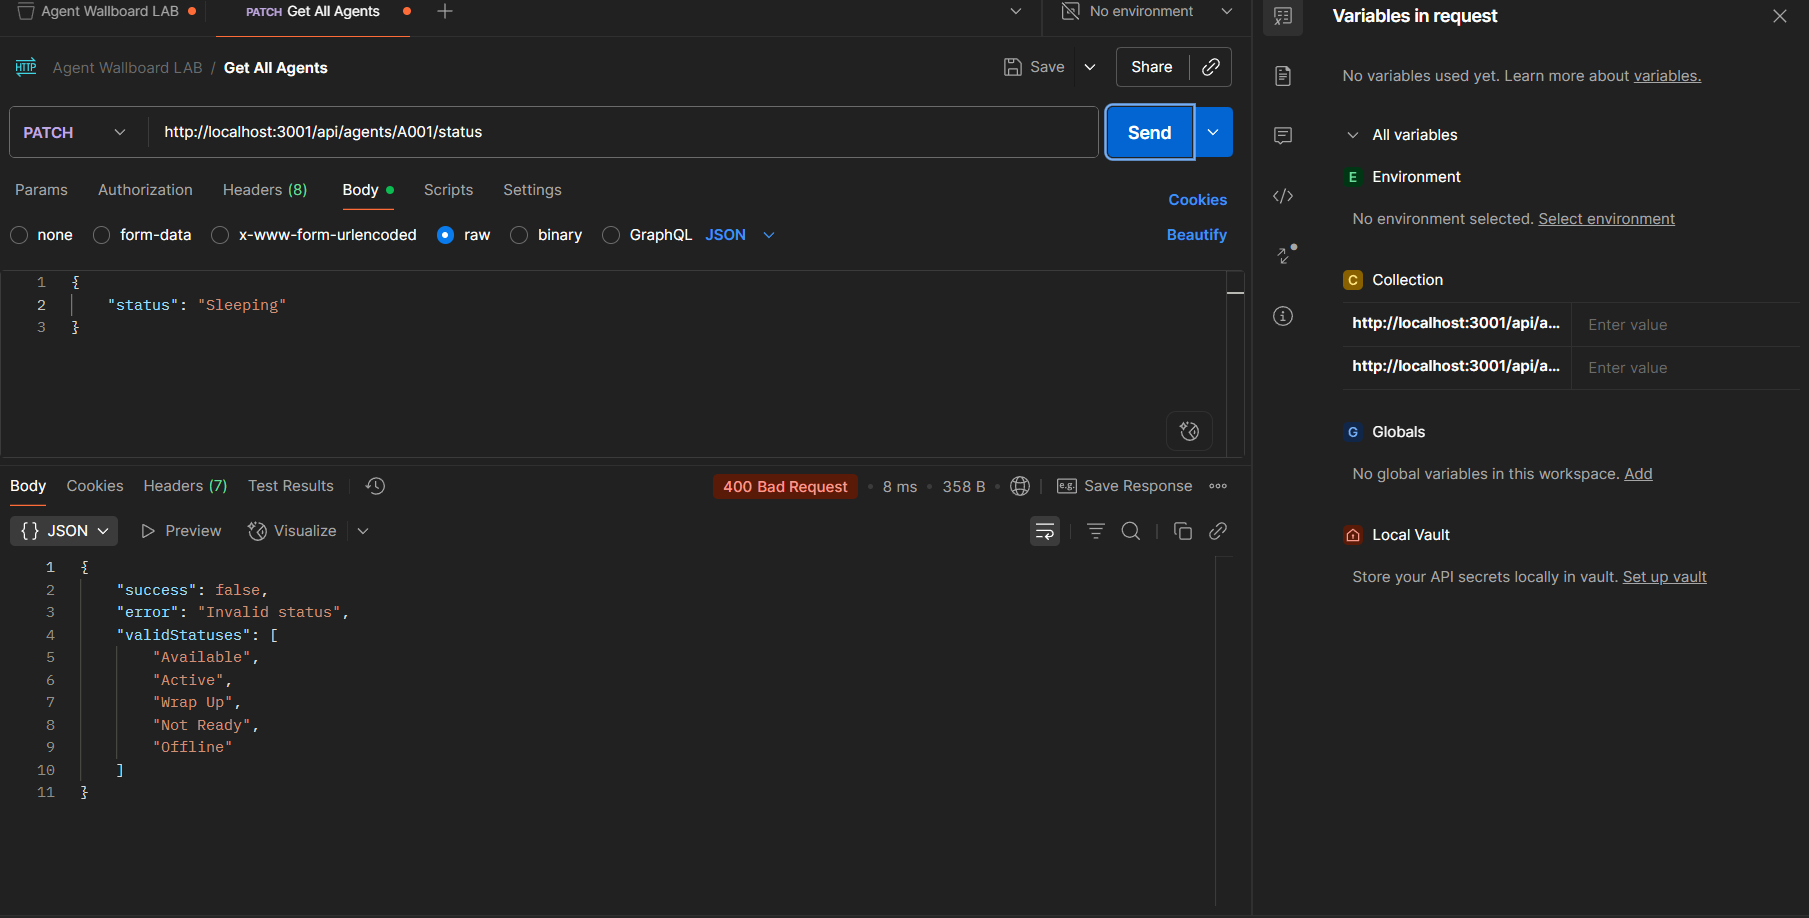 Agent Wallboard LAB
PATCH Get All Agents
No environment
Variables in request
HTTP Agent Wallboard LAB / Get All Agents
Save
Share
No variables used yet. Learn more about variables.
PATCH http://localhost:3001/api/agents/A001/status
Send
All variables
Params Authorization Headers (8) Body Scripts Settings
Cookies
E Environment
No environment selected. Select environment
none form-data x-www-form-urlencoded raw binary GraphQL JSON
Beautify
1 {
2 "status": "Sleeping"
3 }
C Collection
http://localhost:3001/api/a... Enter value
http://localhost:3001/api/a... Enter value
G Globals
No global variables in this workspace. Add
Body Cookies Headers (7) Test Results
400 Bad Request • 8 ms • 358 B •
e.g. Save Response
{} JSON Preview Visualize
Local Vault
Store your API secrets locally in vault. Set up vault
1 {
2 "success": false,
3 "error": "Invalid status",
4 "validStatuses": [
5 "Available",
6 "Active",
7 "Wrap Up",
8 "Not Ready",
9 "Offline"
10 ]
11 }